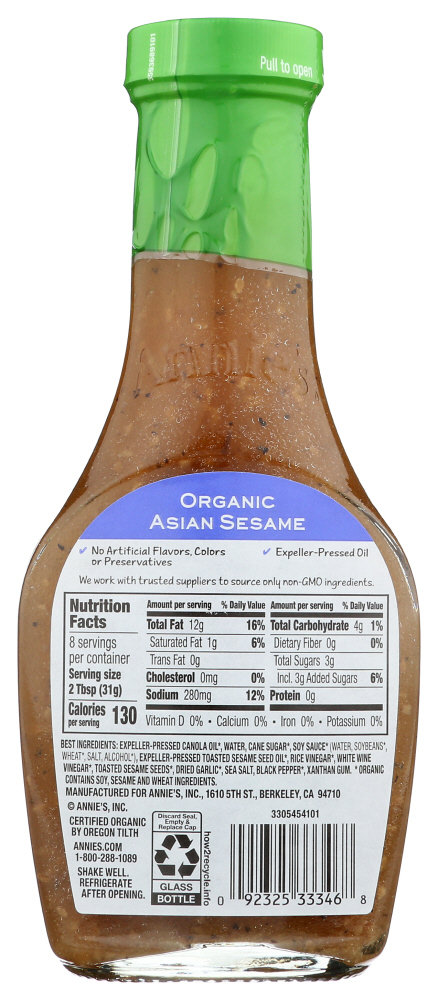 Pull to open
Annie's
ORGANIC
ASIAN SESAME
✔ No Artificial Flavors, Colors
or Preservatives
✔ Expeller-Pressed Oil
We work with trusted suppliers to source only non-GMO ingredients.
Nutrition
Facts
8 servings
per container
Serving size
2 Tbsp (31g)
Calories 130
per serving
Amount per serving % Daily Value
Total Fat 12g 16%
Saturated Fat 1g 6%
Trans Fat 0g
Cholesterol 0mg 0%
Sodium 280mg 12%
Amount per serving % Daily Value
Total Carbohydrate 4g 1%
Dietary Fiber 0g 0%
Total Sugars 3g
Incl. 3g Added Sugars 6%
Protein 0g
Vitamin D 0% • Calcium 0% • Iron 0% • Potassium 0%
BEST INGREDIENTS: EXPELLER-PRESSED CANOLA OIL*, WATER, CANE SUGAR*, SOY SAUCE* (WATER, SOYBEANS*,
WHEAT*, SALT, ALCOHOL*), EXPELLER-PRESSED TOASTED SESAME SEED OIL*, RICE VINEGAR*, WHITE WINE
VINEGAR*, TOASTED SESAME SEEDS*, DRIED GARLIC*, SEA SALT, BLACK PEPPER*, XANTHAN GUM. *ORGANIC
CONTAINS SOY, SESAME AND WHEAT INGREDIENTS.
MANUFACTURED FOR ANNIE'S, INC., 1610 5TH ST., BERKELEY, CA 94710
© ANNIE'S, INC.
CERTIFIED ORGANIC
BY OREGON TILTH
ANNIES.COM
1-800-288-1089
SHAKE WELL.
REFRIGERATE
AFTER OPENING.
Discard Seal,
Empty &
Replace Cap
GLASS
BOTTLE
how2recycle.info
3305454101
0 92325 33346 8